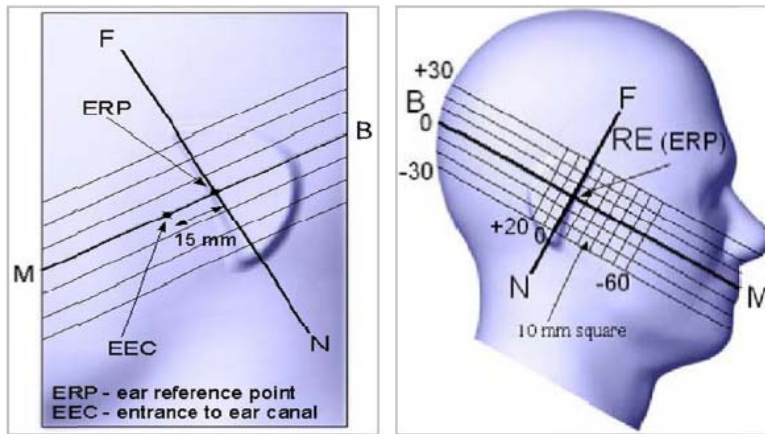 F
ERP
B
15 mm
M
EEC
N
ERP - ear reference point
EEC - entrance to ear canal
+30
B
0
F
RE (ERP)
-30
+20
0
N
-60
M
10 mm square